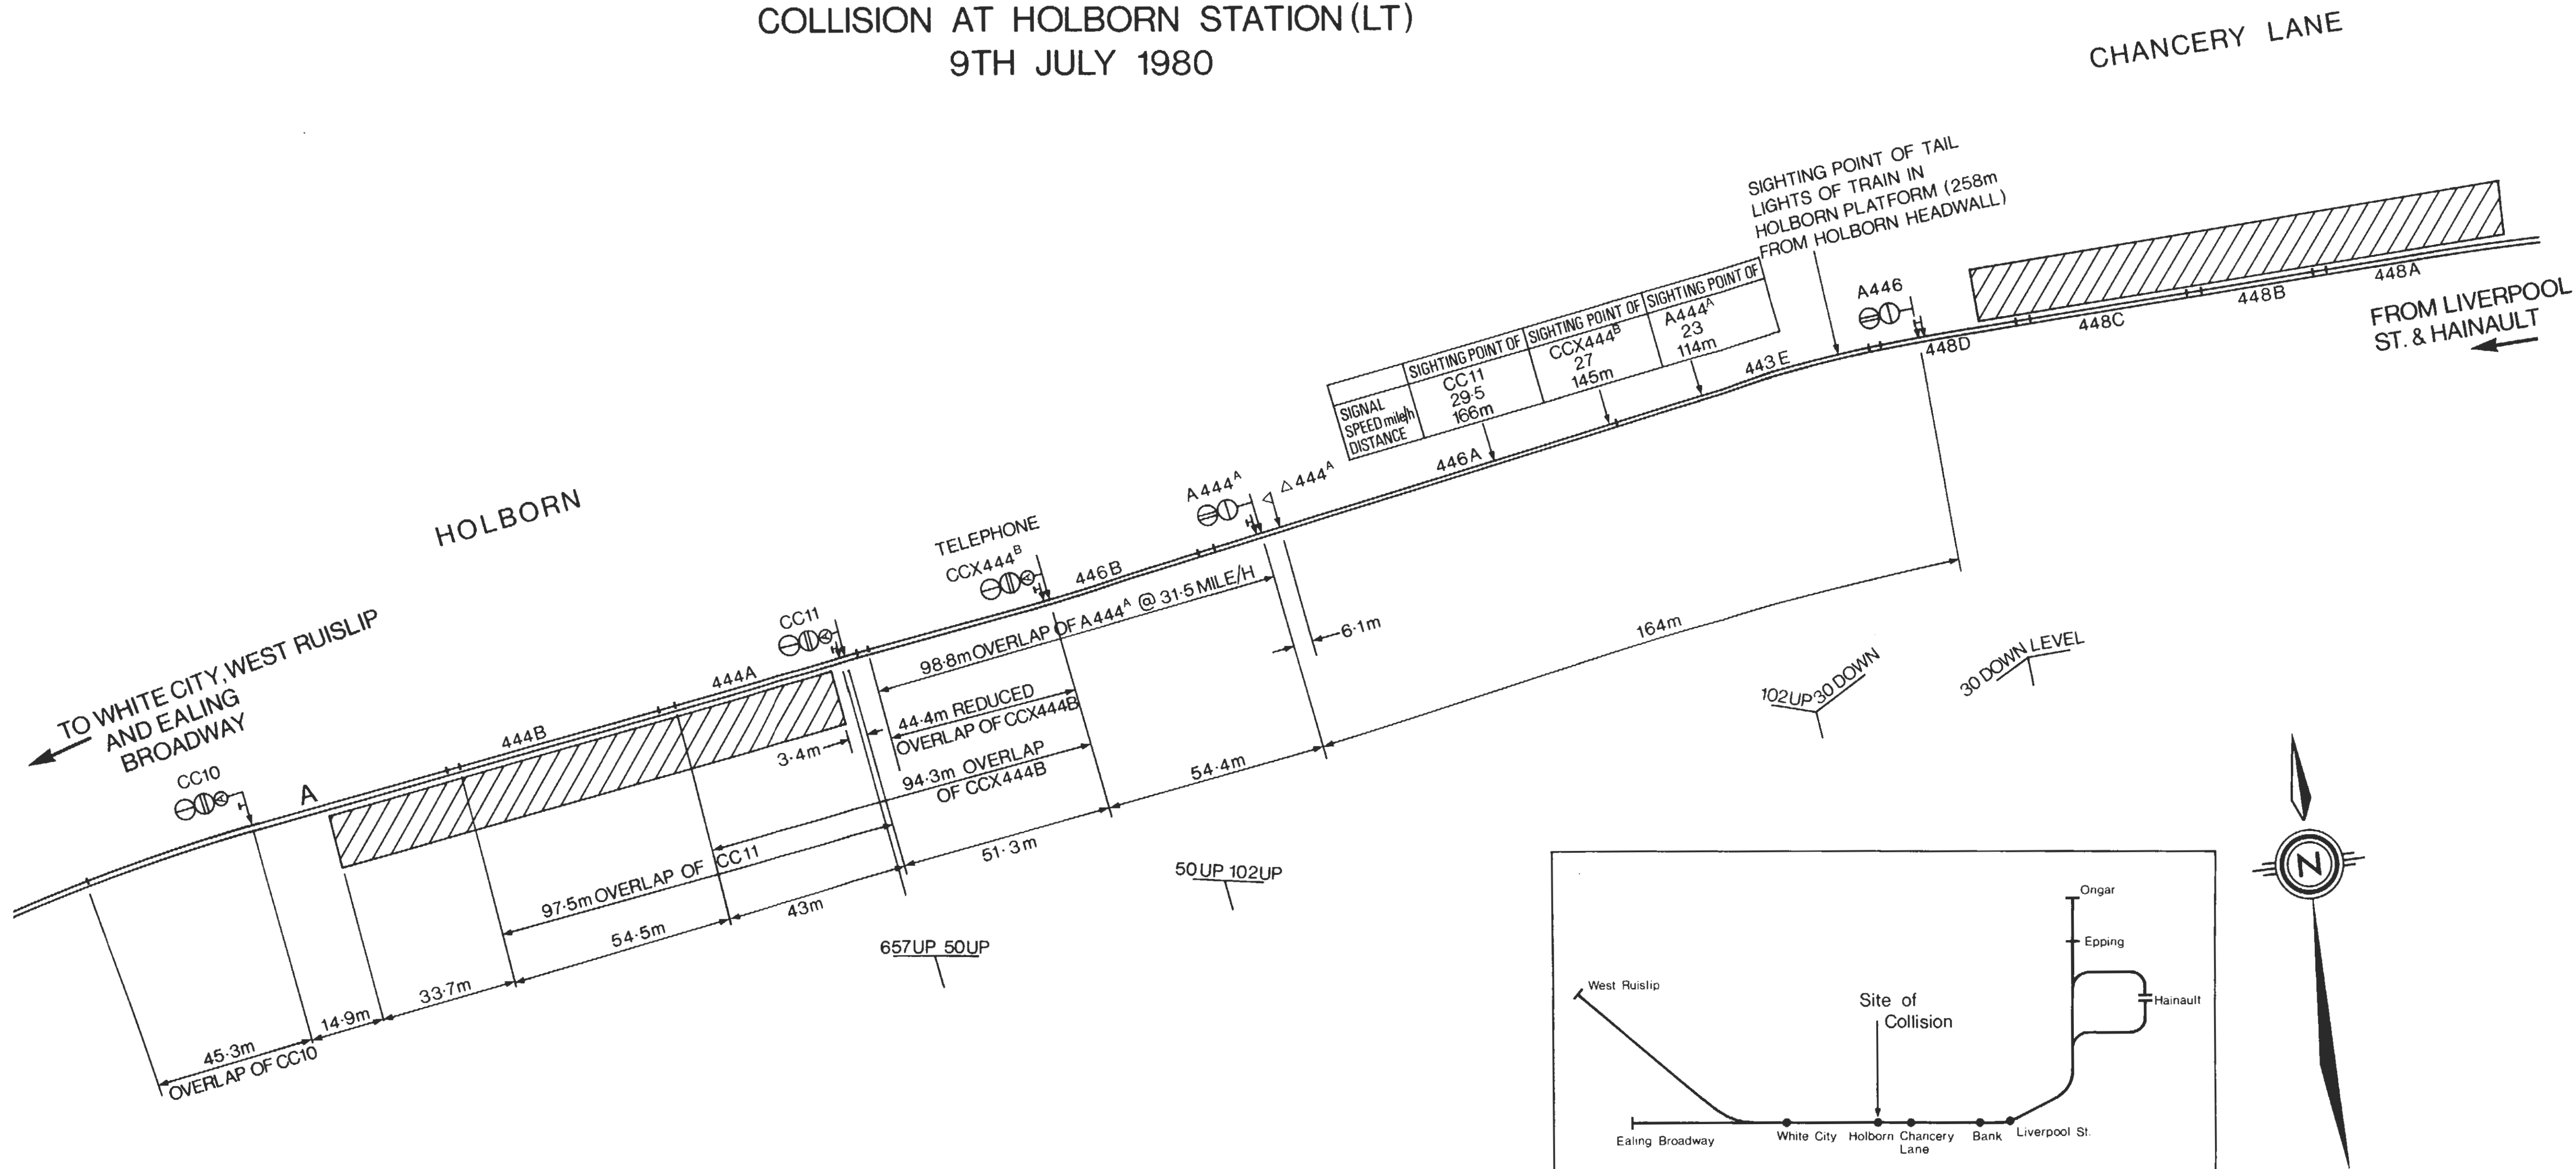 COLLISION AT HOLBORN STATION (LT)
9TH JULY 1980
CHANCERY LANE
SIGHTING POINT OF TAIL
LIGHTS OF TRAIN IN
HOLBORN PLATFORM (258m
FROM HOLBORN HEADWALL)
SIGHTING POINT OF SIGHTING POINT OF SIGHTING POINT OF
SIGNAL CC11 CCX444B A444A
SPEED mile/h 29·5 27 23
DISTANCE 166m 145m 114m
A446
448A
448B
448C
448D
443E
446A
FROM LIVERPOOL
ST. & HAINAULT
HOLBORN
A444A
△444A
TELEPHONE
CCX444B
446B
CC11
444A
444B
TO WHITE CITY, WEST RUISLIP
AND EALING
BROADWAY
CC10
A
98·8m OVERLAP OF A444A @ 31·5 MILE/H
44·4m REDUCED
OVERLAP OF CCX444B
94·3m OVERLAP
OF CCX444B
3·4m
97·5m OVERLAP OF CC11
6·1m
164m
54·4m
51·3m
43m
54·5m
33·7m
14·9m
45·3m
OVERLAP OF CC10
657UP 50UP
50UP 102UP
102UP 30 DOWN
30 DOWN LEVEL
N
Ongar
Epping
Hainault
West Ruislip
Site of
Collision
Ealing Broadway
White City
Holborn
Chancery
Lane
Bank
Liverpool St.